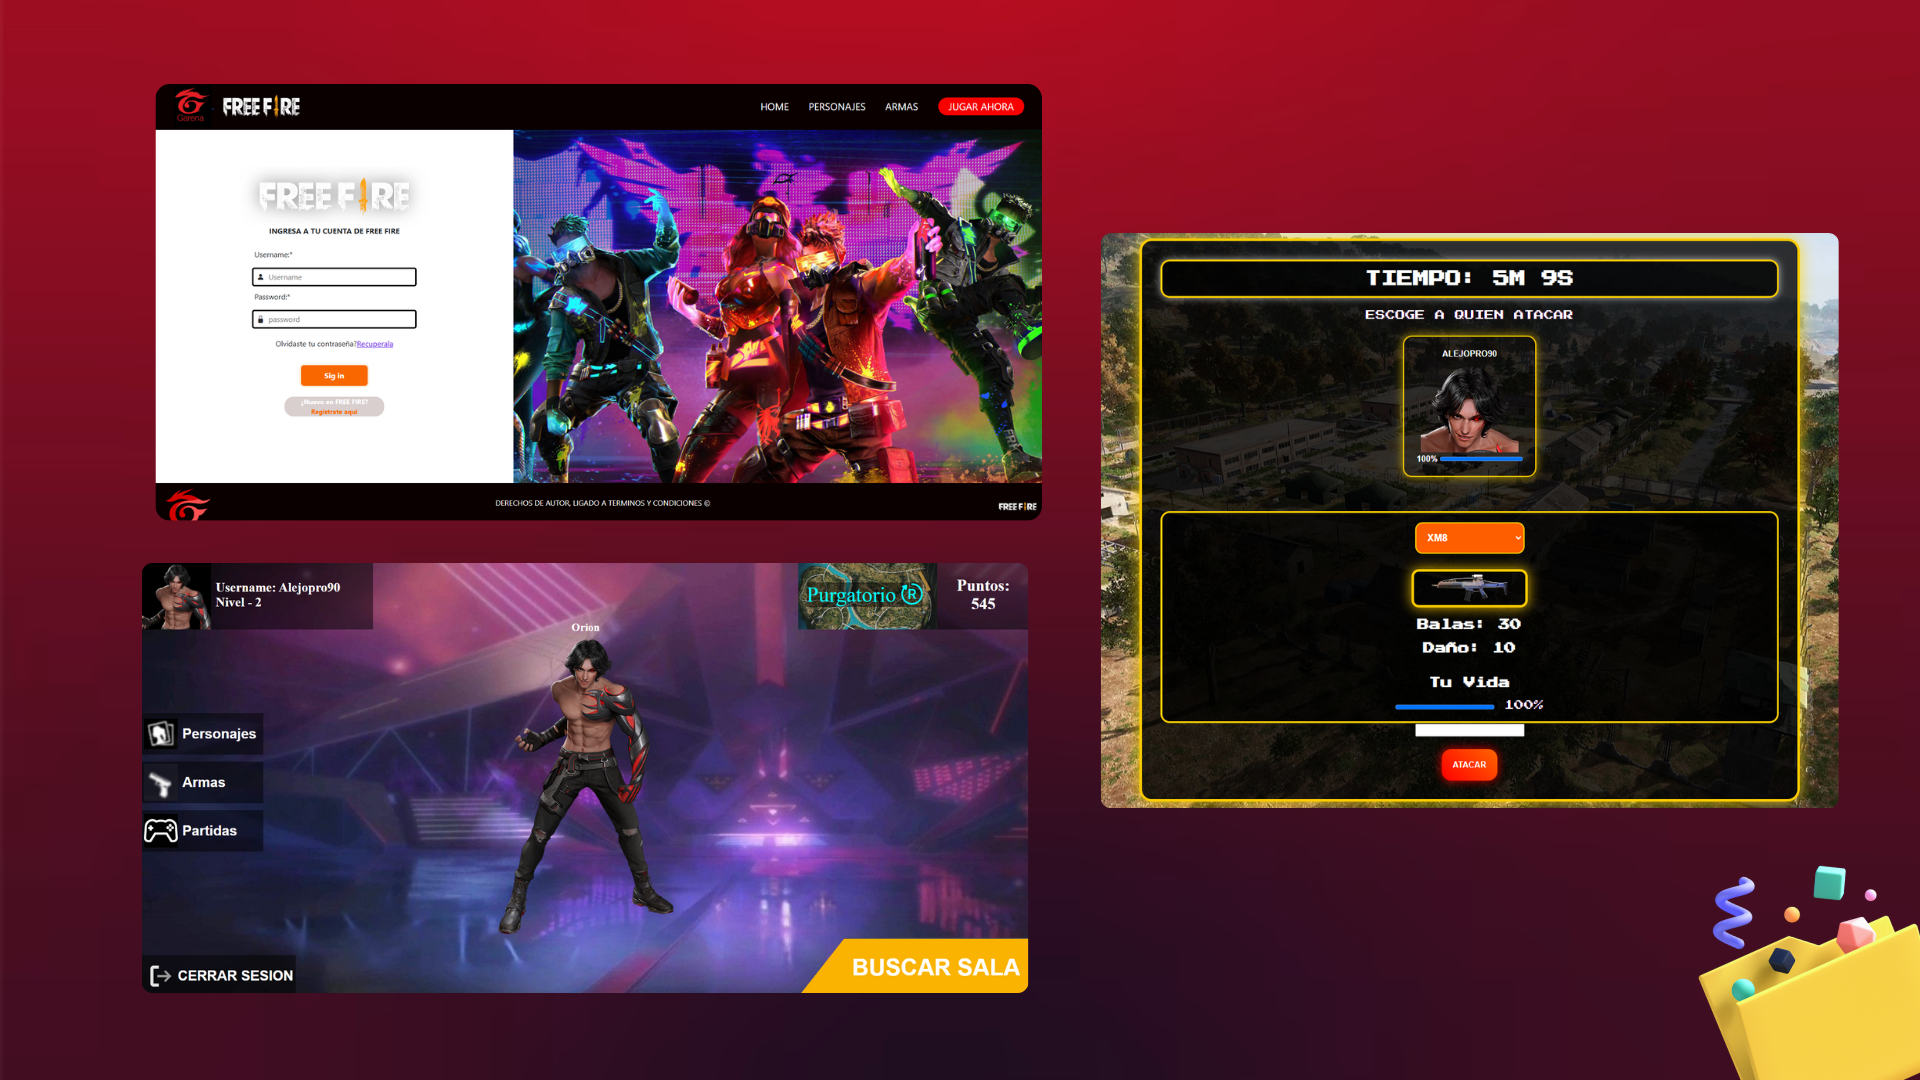 Garena
FREE FIRE
HOME
PERSONAJES
ARMAS
JUGAR AHORA
FREE FIRE
INGRESA A TU CUENTA DE FREE FIRE
Username:*
Username
Password:*
password
Olvidaste tu contraseña?Recuperala
Sig in
¿Nuevo en FREE FIRE?
Registrate aqui
DERECHOS DE AUTOR, LIGADO A TERMINOS Y CONDICIONES ©
FREE FIRE
Username: Alejopro90
Nivel - 2
Purgatorio
Puntos:
545
Orion
Personajes
Armas
Partidas
CERRAR SESION
BUSCAR SALA
TIEMPO: 5M 9S
ESCOGE A QUIEN ATACAR
ALEJOPRO90
100%
XM8
Balas: 30
Daño: 10
Tu Vida
100%
ATACAR